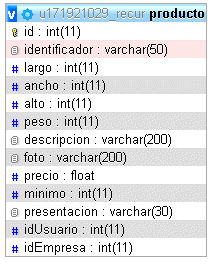 v u171921029_recur producto
id : int(11)
identificador : varchar(50)
# largo : int(11)
# ancho : int(11)
# alto : int(11)
# peso : int(11)
descripcion : varchar(200)
foto : varchar(200)
# precio : float
# minimo : int(11)
presentacion : varchar(30)
# idUsuario : int(11)
# idEmpresa : int(11)